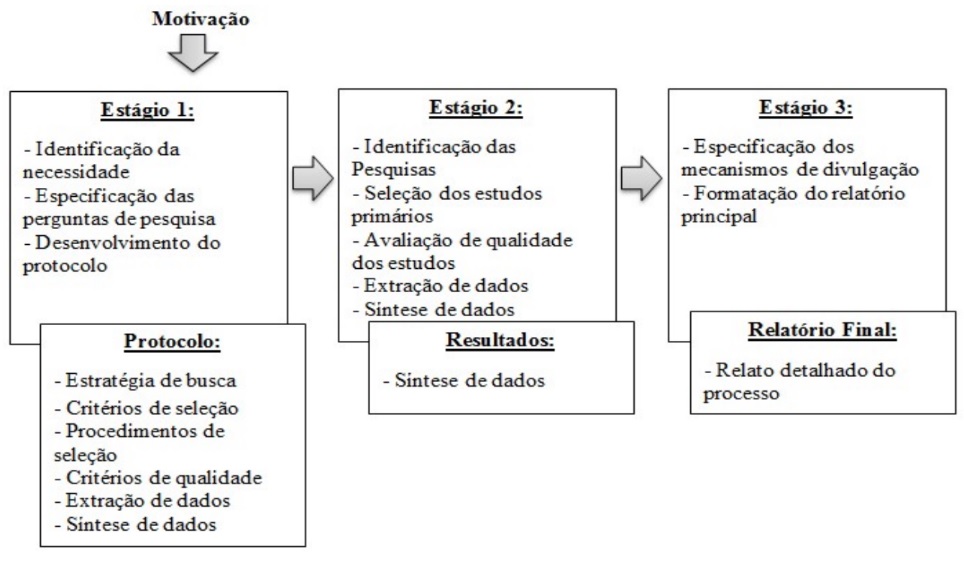 Motivação
Estágio 1:
- Identificação da
necessidade
- Especificação das
perguntas de pesquisa
- Desenvolvimento do
protocolo
Protocolo:
- Estratégia de busca
- Critérios de seleção
- Procedimentos de
seleção
- Critérios de qualidade
- Extração de dados
- Síntese de dados
Estágio 2:
- Identificação das
Pesquisas
- Seleção dos estudos
primários
- Avaliação de qualidade
dos estudos
- Extração de dados
- Síntese de dados
Resultados:
- Síntese de dados
Estágio 3:
- Especificação dos
mecanismos de divulgação
- Formatação do relatório
principal
Relatório Final:
- Relato detalhado do
processo